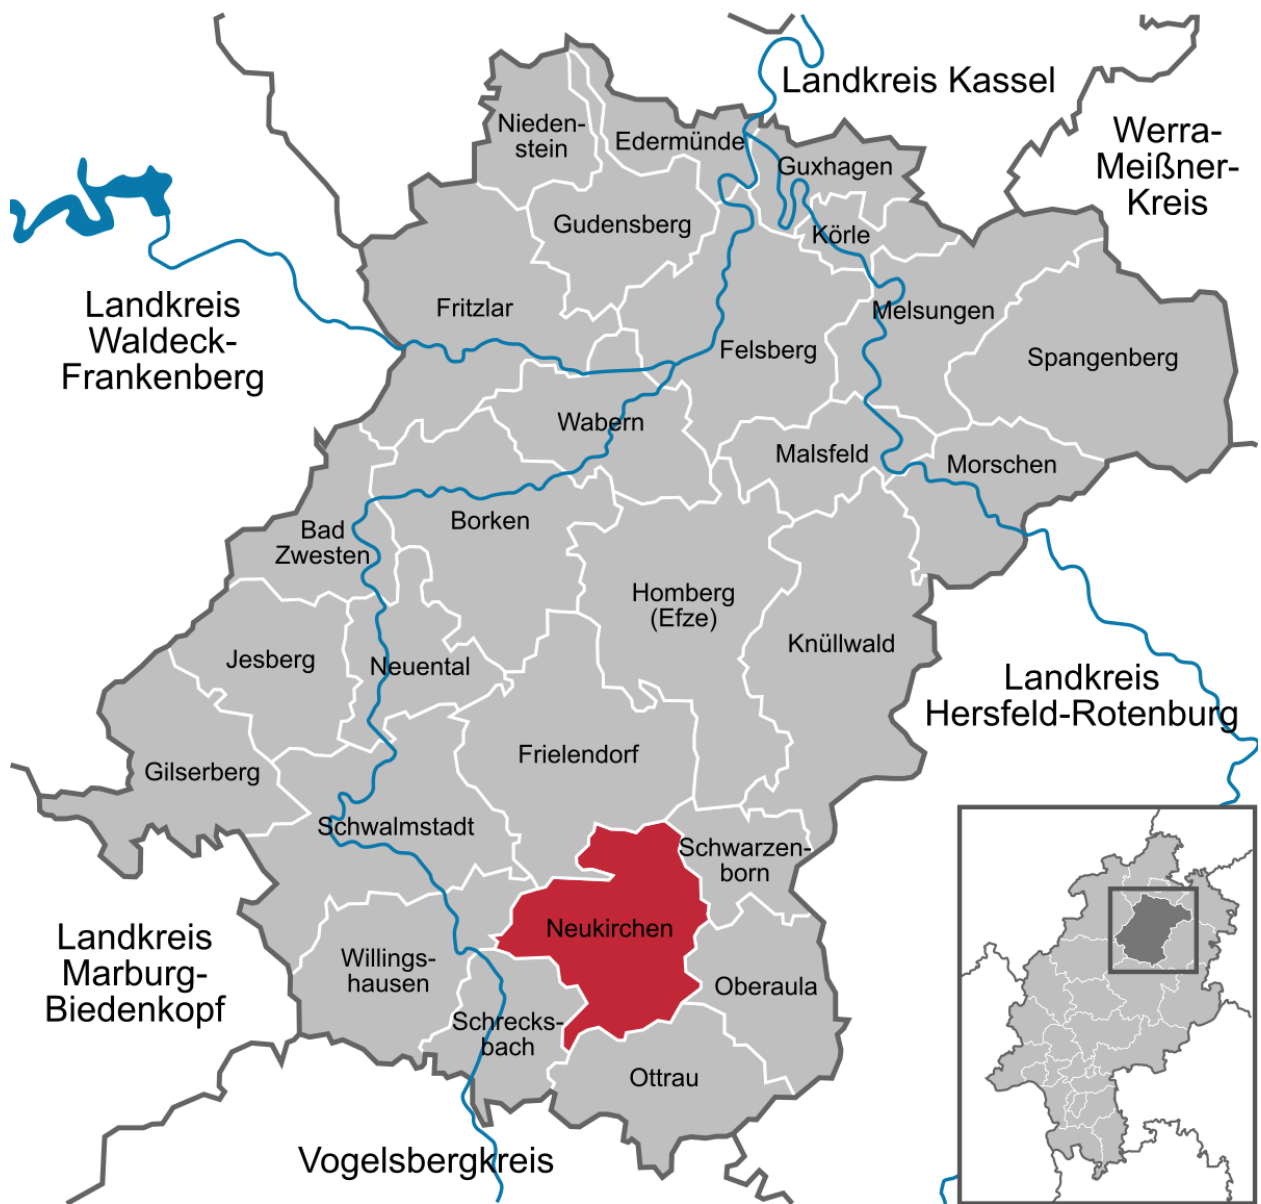 Landkreis Kassel
Werra-
Meißner-
Kreis
Nieden-
stein
Edermünde
Guxhagen
Gudensberg
Körle
Landkreis
Waldeck-
Frankenberg
Fritzlar
Melsungen
Felsberg
Spangenberg
Wabern
Malsfeld
Morschen
Borken
Bad
Zwesten
Homberg
(Efze)
Knüllwald
Jesberg
Neuental
Landkreis
Hersfeld-Rotenburg
Frielendorf
Gilserberg
Schwalmstadt
Schwarzen-
born
Neukirchen
Landkreis
Marburg-
Biedenkopf
Willings-
hausen
Oberaula
Schrecks-
bach
Ottrau
Vogelsbergkreis